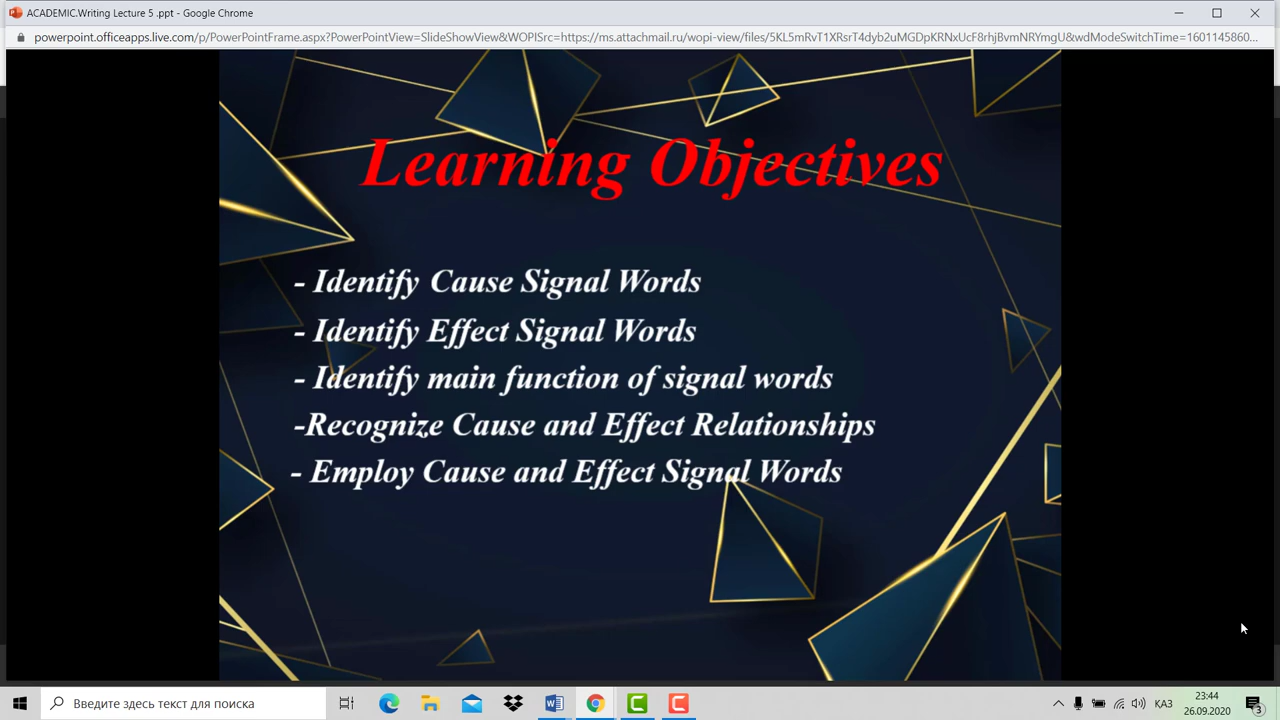 ACADEMIC.Writing Lecture 5 .ppt - Google Chrome
powerpoint.officeapps.live.com/p/PowerPointFrame.aspx?PowerPointView=SlideShowView&WOPISrc=https://ms.attachmail.ru/wopi-view/files/5KL5mRvT1XRsrT4dyb2uMGDpKRNxUcF8rhjBvmNRYmgU&wdModeSwitchTime=1601145860...
Learning Objectives
- Identify Cause Signal Words
- Identify Effect Signal Words
- Identify main function of signal words
-Recognize Cause and Effect Relationships
- Employ Cause and Effect Signal Words
Введите здесь текст для поиска
ҚАЗ
23:44
26.09.2020
3